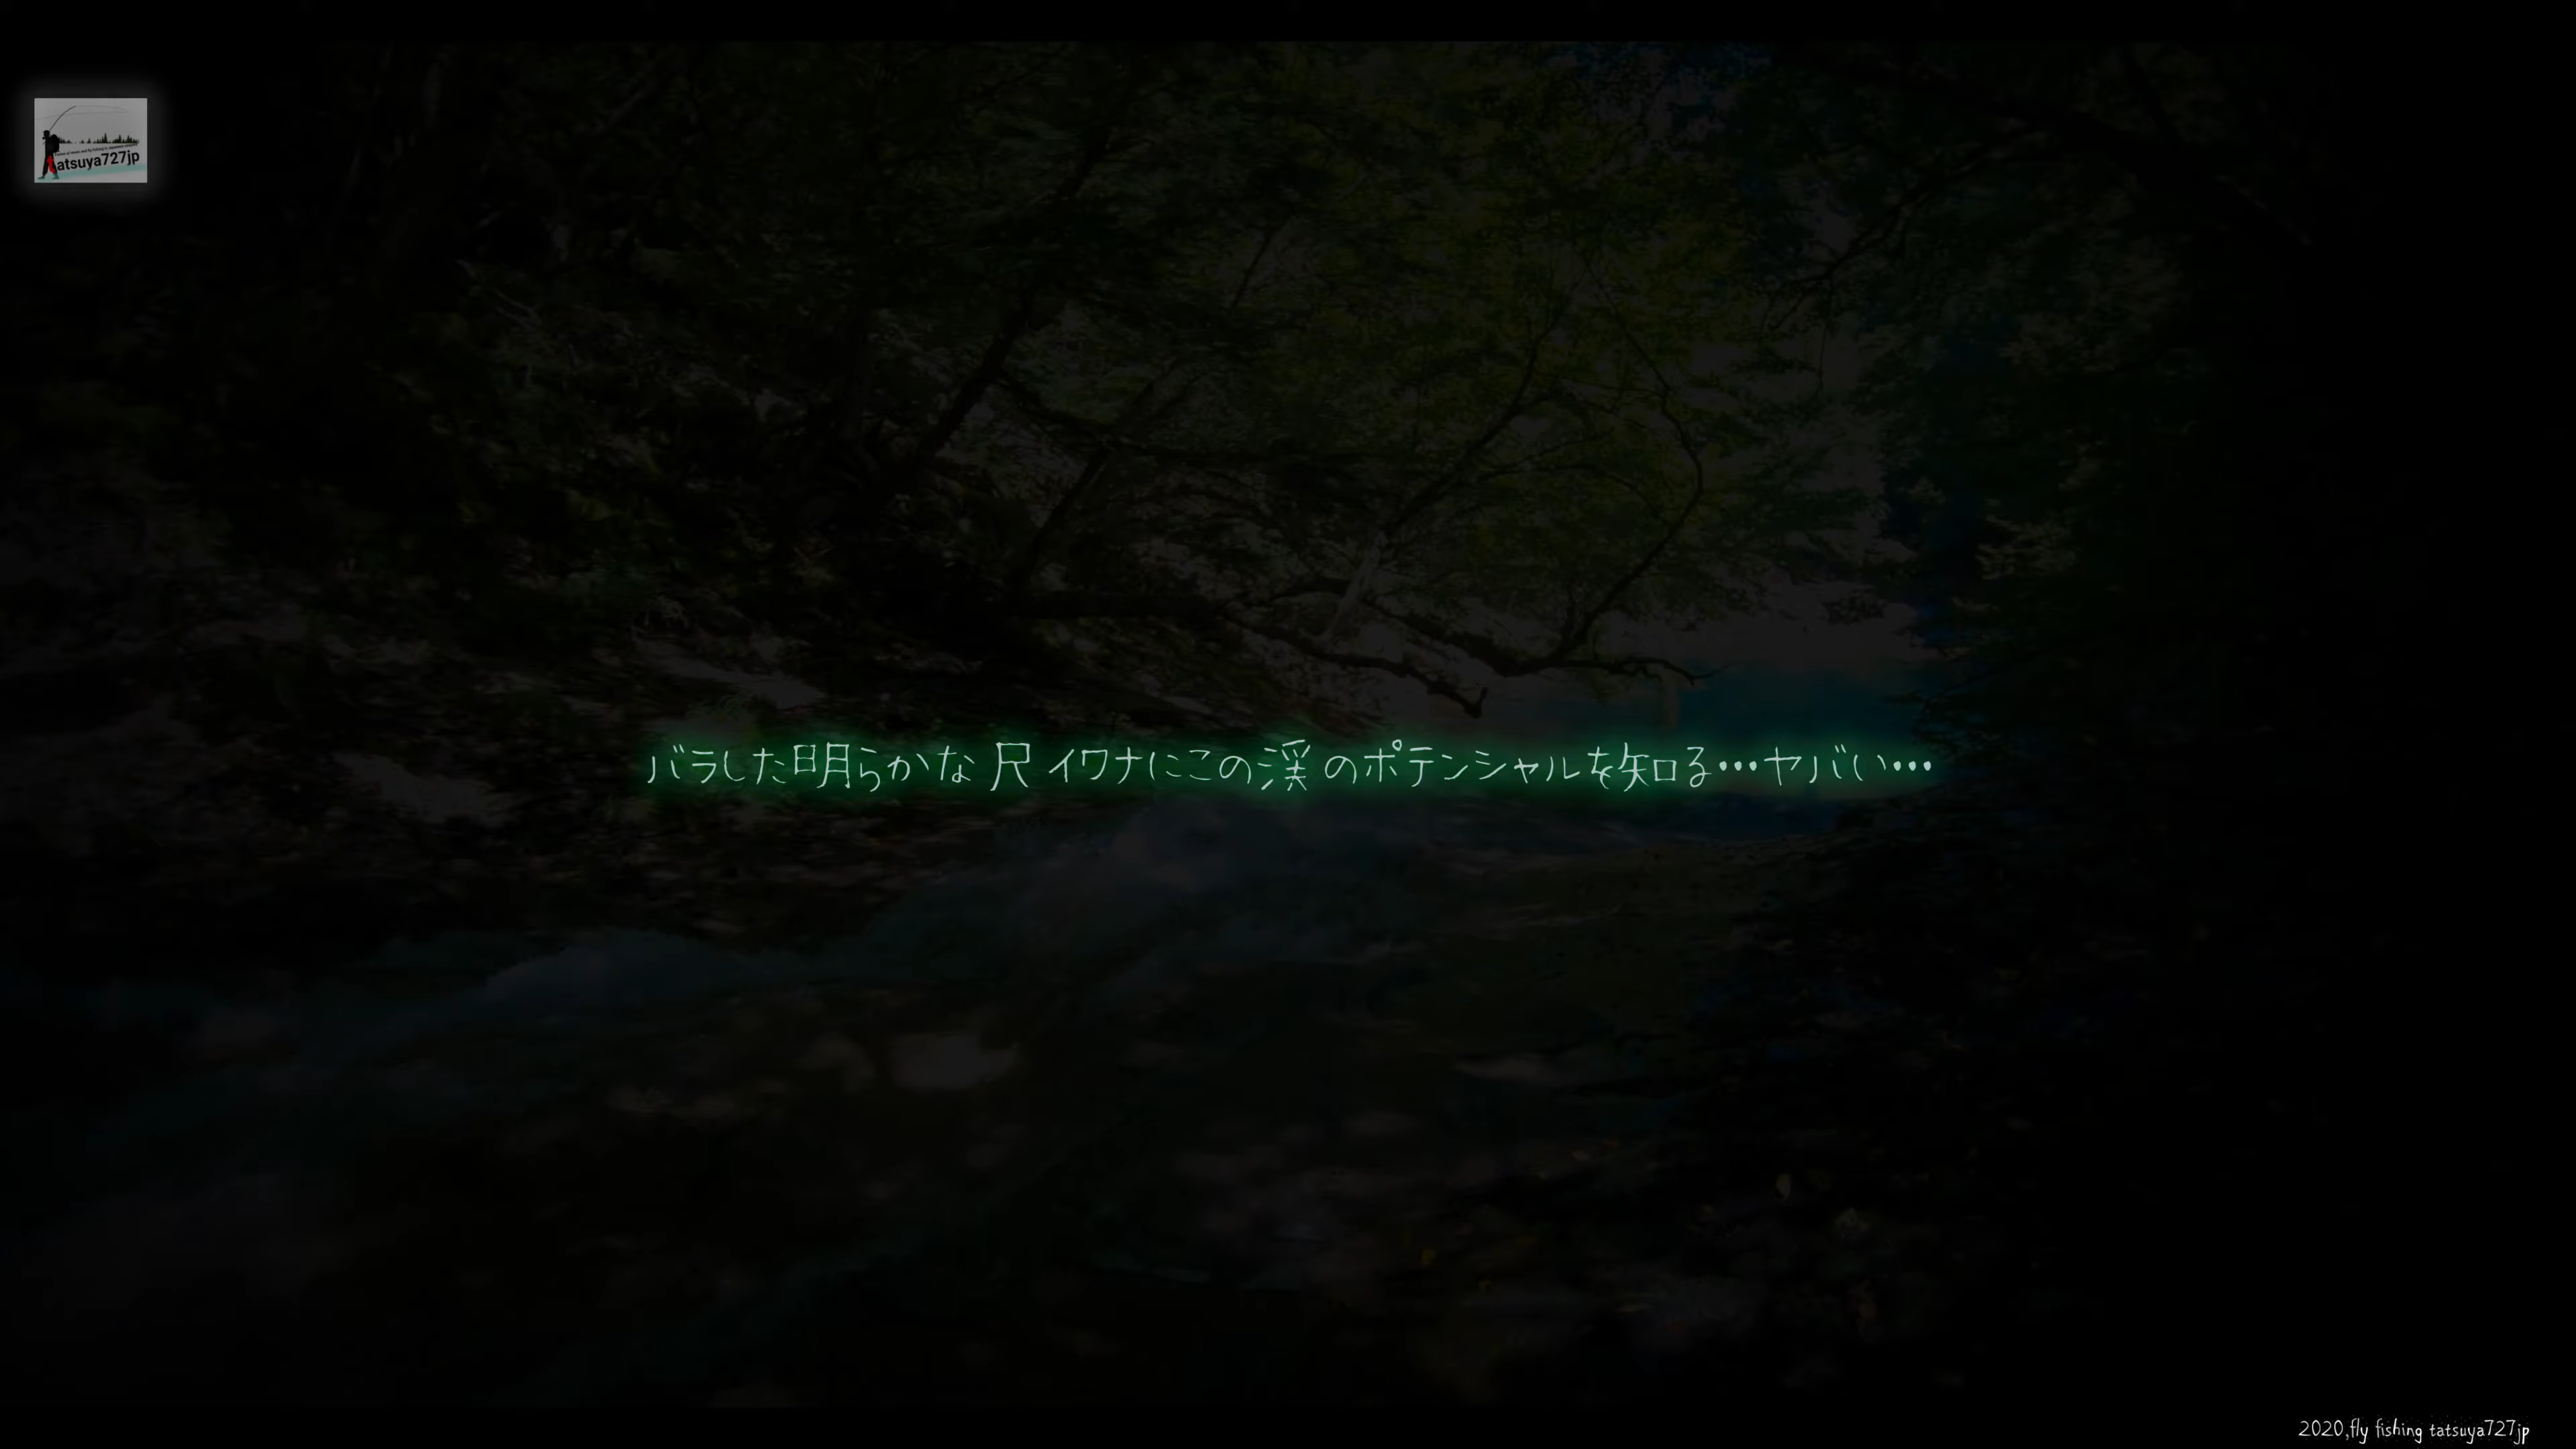 atsuya727jp
バラした明らかな尺イワナにこの渓のポテンシャルを知る…ヤバい…
2020,fly fishing tatsuya727jp